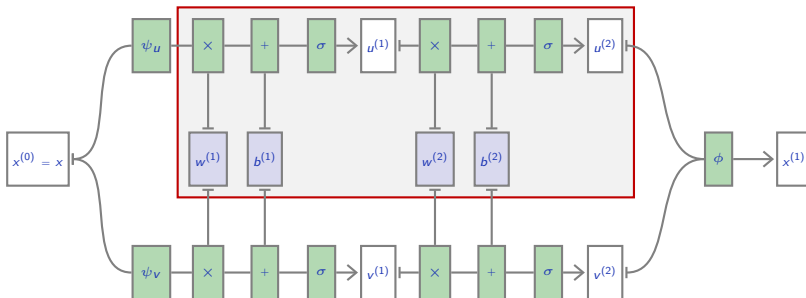 ψᵤ × + σ u⁽¹⁾ × + σ u⁽²⁾
x⁽⁰⁾ = x w⁽¹⁾ b⁽¹⁾ w⁽²⁾ b⁽²⁾ ϕ x⁽¹⁾
ψᵥ × + σ v⁽¹⁾ × + σ v⁽²⁾